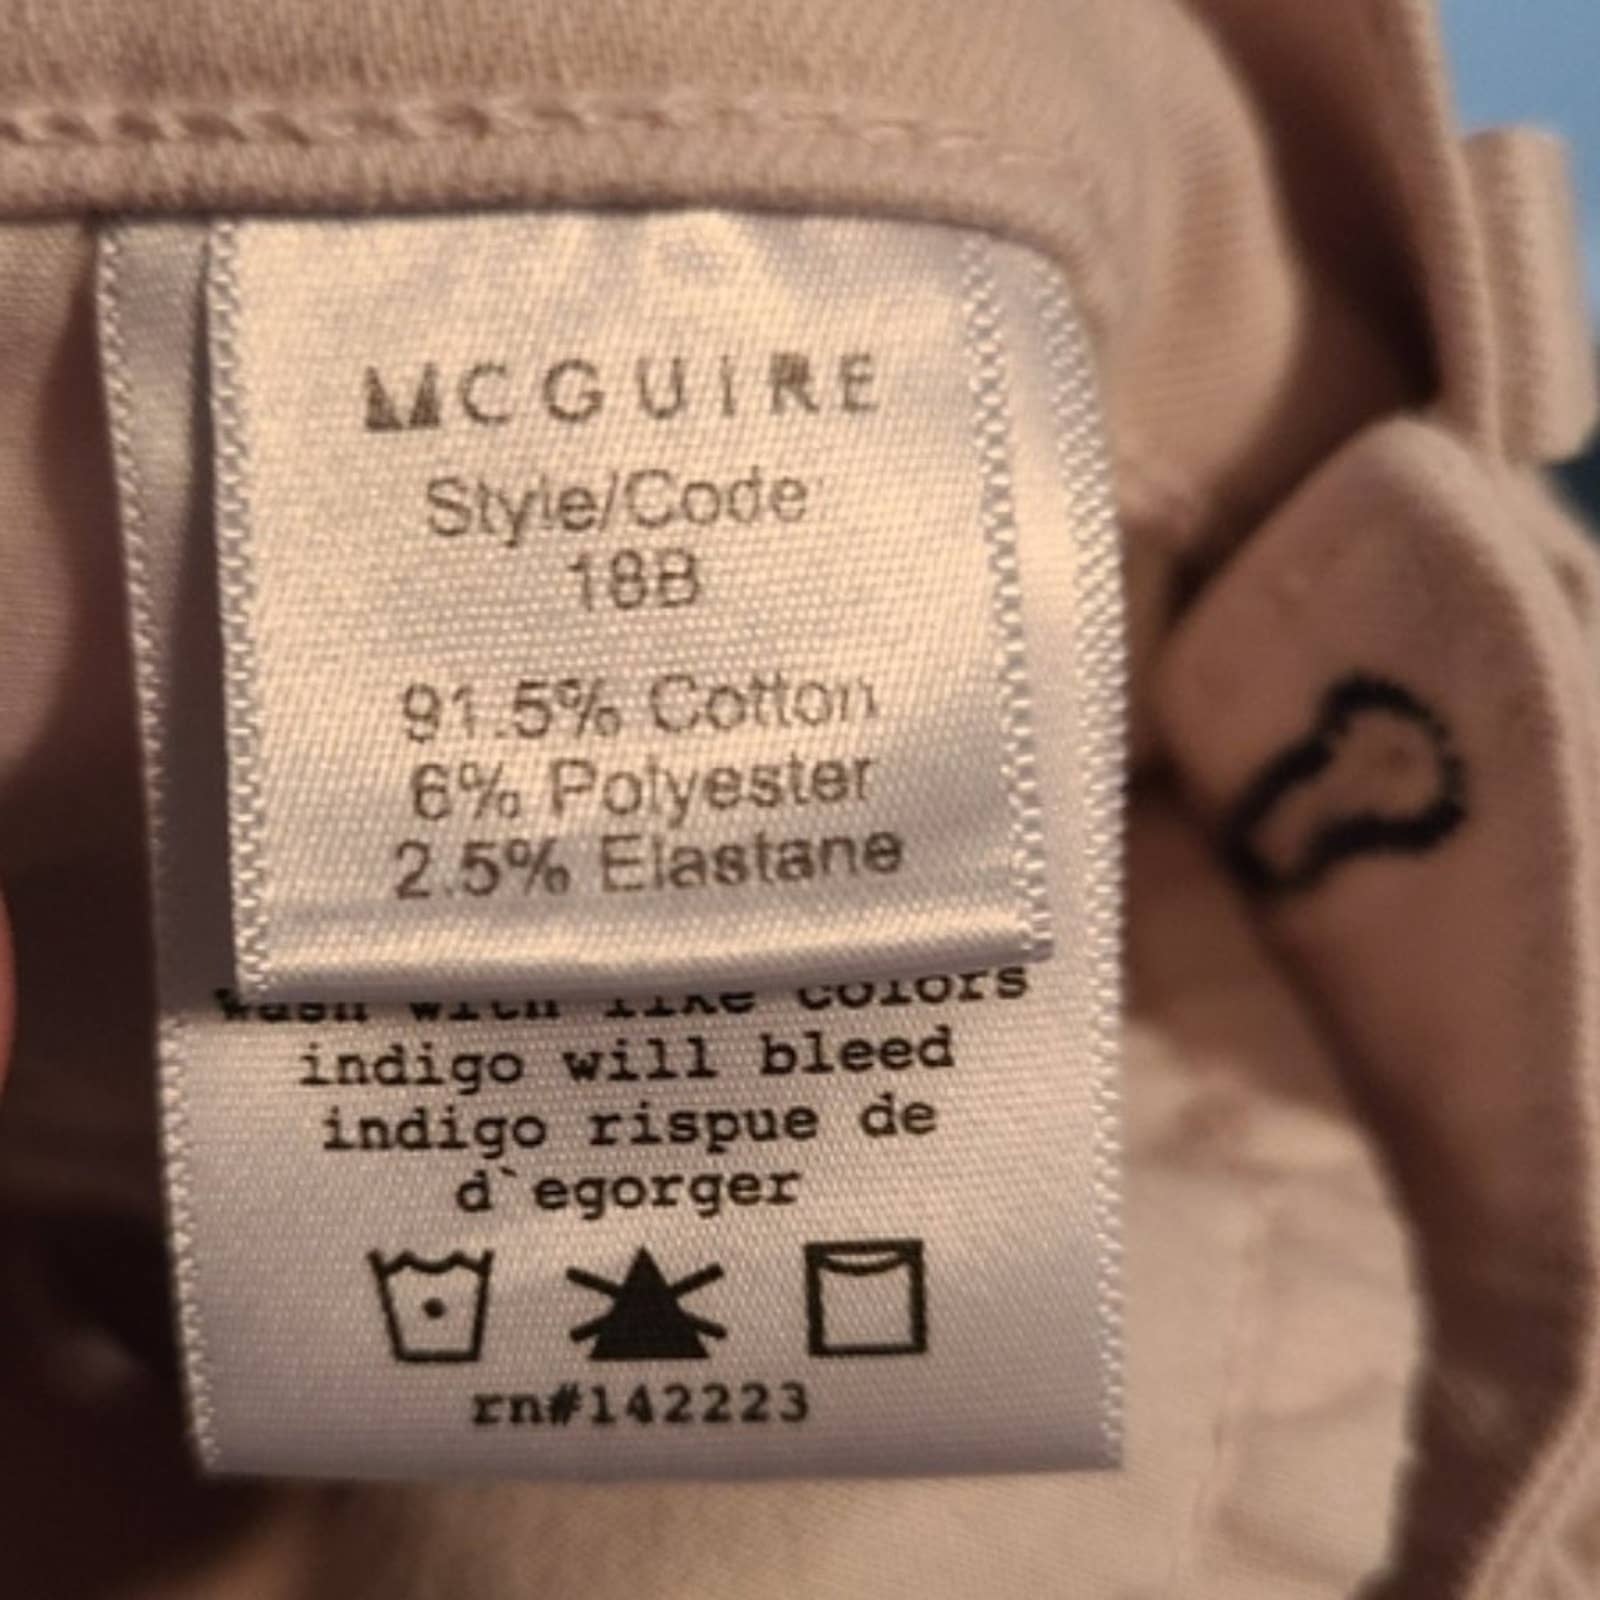 MCGUIRE
Style/Code
18B
91.5% Cotton
6% Polyester
2.5% Elastane
wash with like colors
indigo will bleed
indigo rispue de
d`egorger
rn#142223